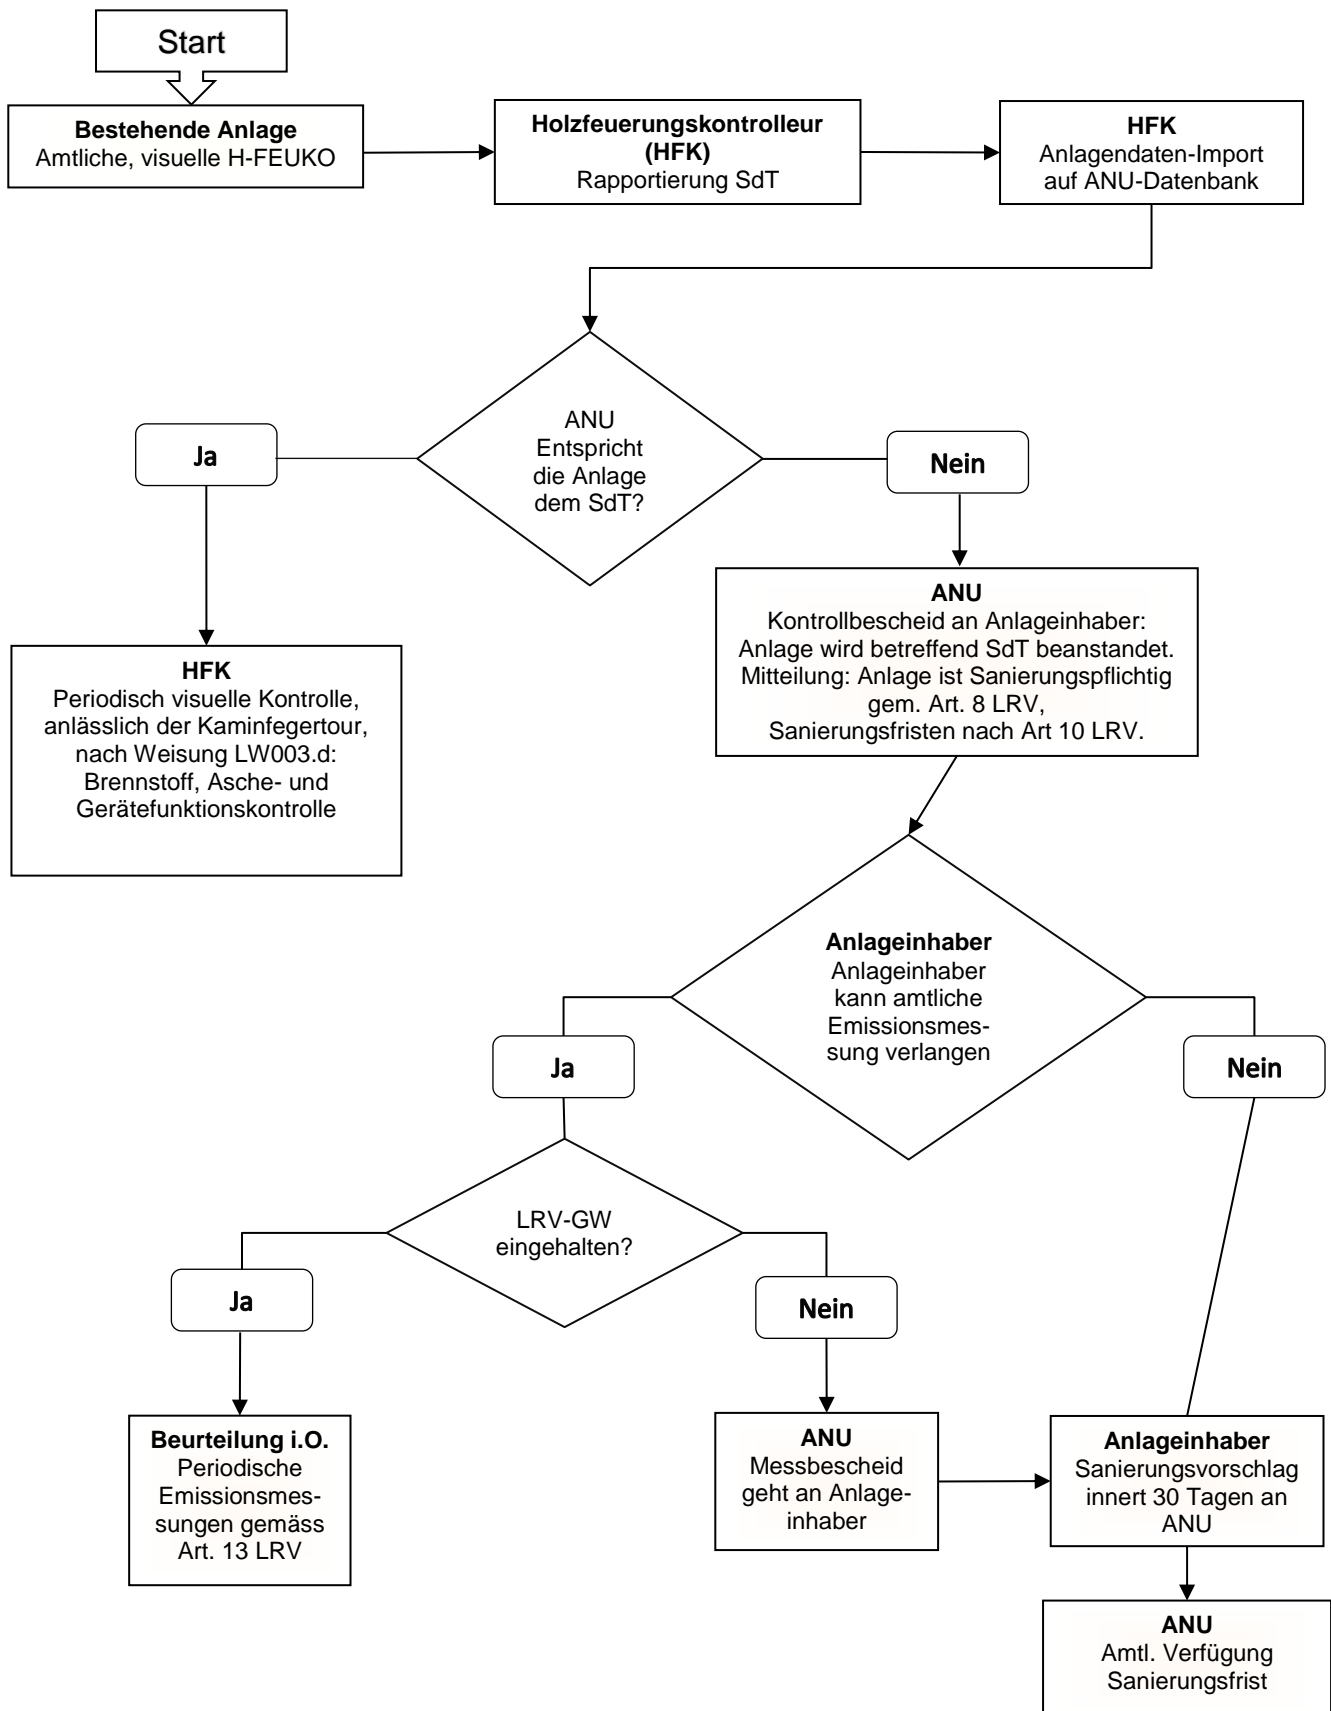 Start
Bestehende Anlage
Amtliche, visuelle H-FEUKO
Holzfeuerungskontrolleur
(HFK)
Rapportierung SdT
HFK
Anlagendaten-Import
auf ANU-Datenbank
ANU
Entspricht
die Anlage
dem SdT?
Ja
Nein
HFK
Periodisch visuelle Kontrolle,
anlässlich der Kaminfegertour,
nach Weisung LW003.d:
Brennstoff, Asche- und
Gerätefunktionskontrolle
ANU
Kontrollbescheid an Anlageinhaber:
Anlage wird betreffend SdT beanstandet.
Mitteilung: Anlage ist Sanierungspflichtig
gem. Art. 8 LRV,
Sanierungsfristen nach Art 10 LRV.
Anlageinhaber
Anlageinhaber
kann amtliche
Emissionsmes-
sung verlangen
Ja
Nein
LRV-GW
eingehalten?
Ja
Nein
Beurteilung i.O.
Periodische
Emissionsmes-
sungen gemäss
Art. 13 LRV
ANU
Messbescheid
geht an Anlage-
inhaber
Anlageinhaber
Sanierungsvorschlag
innert 30 Tagen an
ANU
ANU
Amtl. Verfügung
Sanierungsfrist